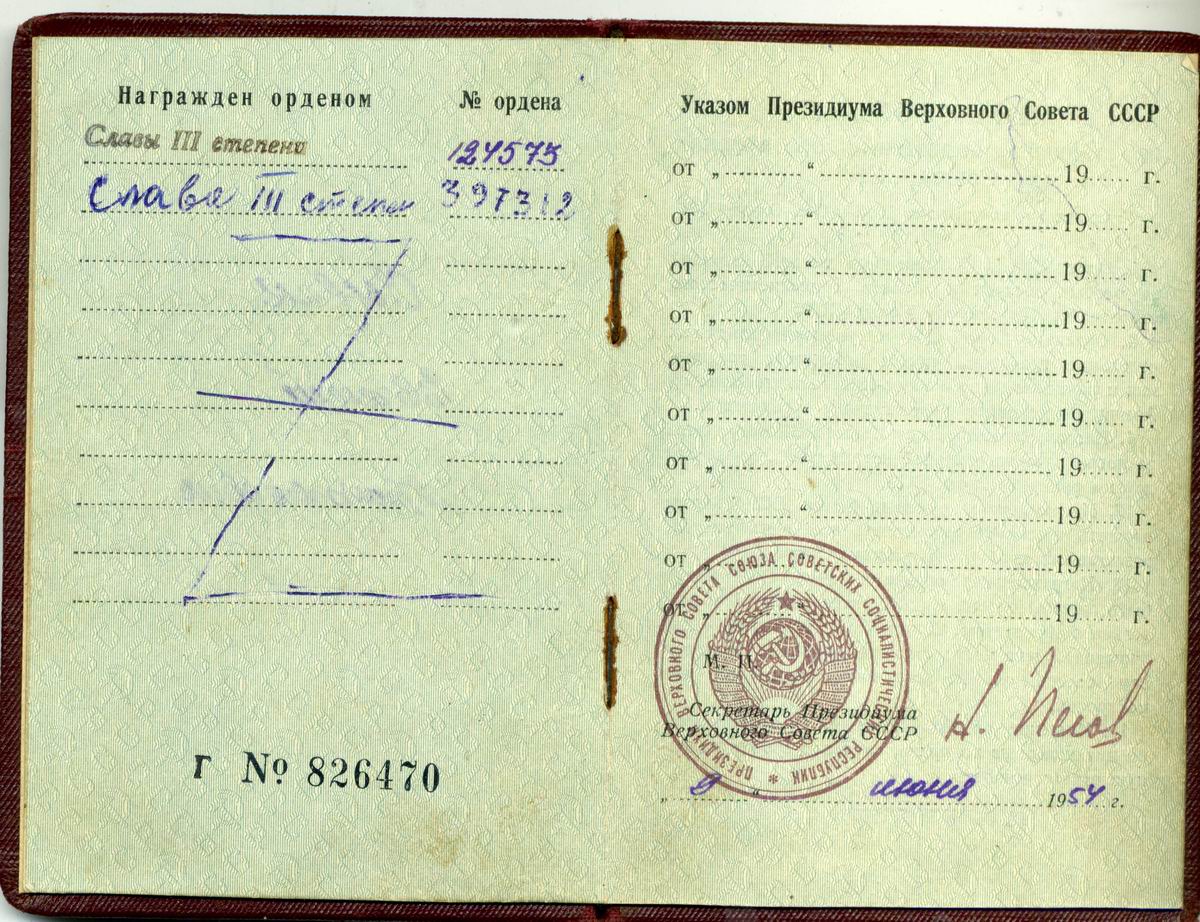 Награжден орденом № ордена
Славы III степени 124575
Слава III степен 397312
Г № 826470
Указом Президиума Верховного Совета СССР
от „ “ 19 г.
от „ “ 19 г.
от „ “ 19 г.
от „ “ 19 г.
от „ “ 19 г.
от „ “ 19 г.
от „ “ 19 г.
от „ “ 19 г.
от „ “ 19 г.
от „ “ 19 г.
ПРЕЗИДИУМ ВЕРХОВНОГО СОВЕТА СОЮЗА СОВЕТСКИХ СОЦИАЛИСТИЧЕСКИХ РЕСПУБЛИК
М. П.
Секретарь Президиума
Верховного Совета СССР
„ 9 “ июня 1954 г.